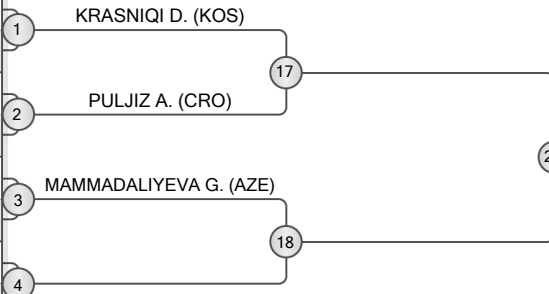 KRASNIQI D. (KOS)
1
17
PULJIZ A. (CRO)
2
MAMMADALIYEVA G. (AZE)
3
18
4